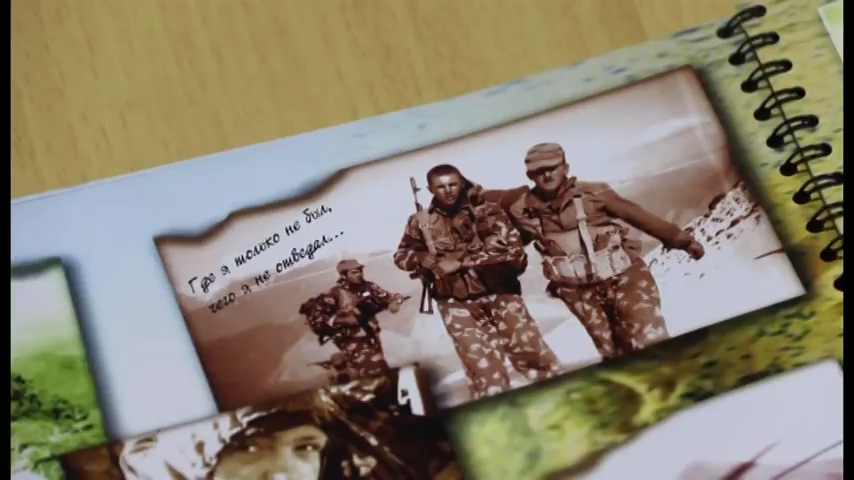 Где я только не был,
чего я не отведал...